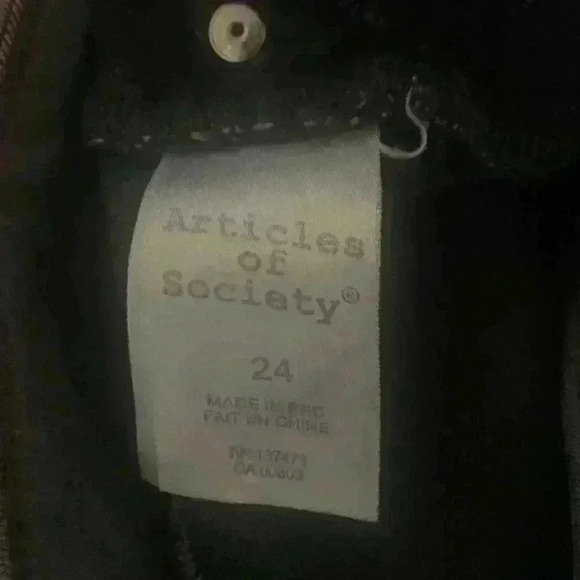 Articles
of
Society®
24
MADE IN PRC
FAIT EN CHINE